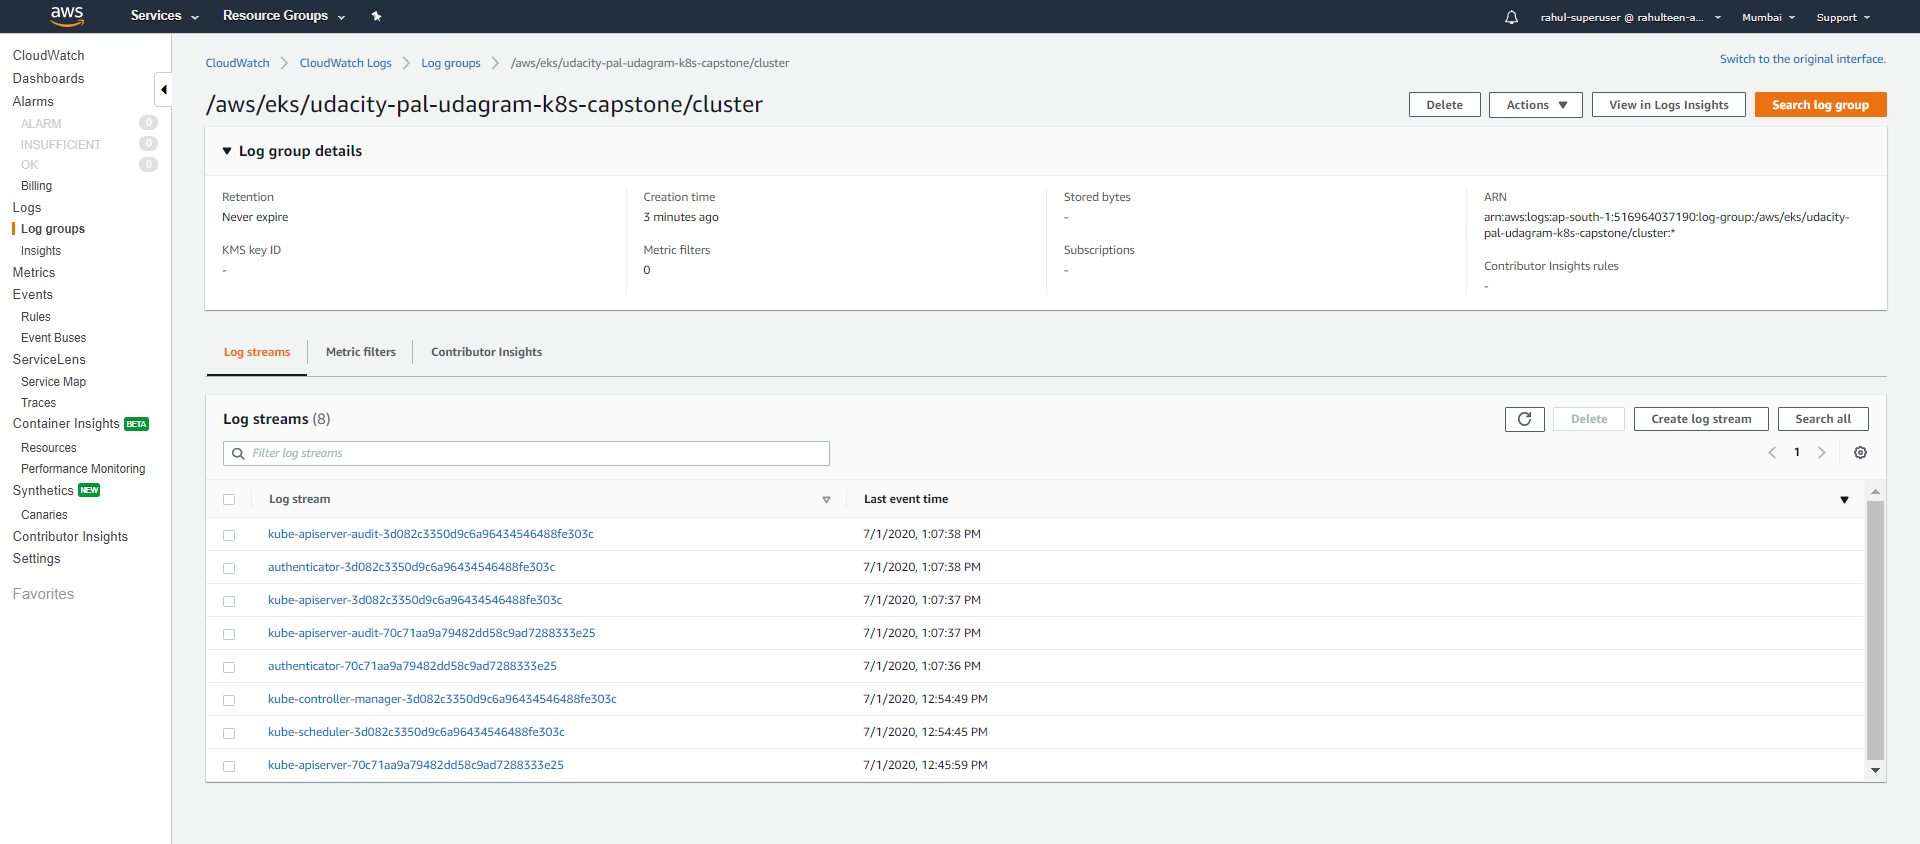 aws
Services
Resource Groups
rahul-superuser @ rahulteen-a...
Mumbai
Support
CloudWatch
Dashboards
Alarms
ALARM 0
INSUFFICIENT 0
OK 0
Billing
Logs
Log groups
Insights
Metrics
Events
Rules
Event Buses
ServiceLens
Service Map
Traces
Container Insights BETA
Resources
Performance Monitoring
Synthetics NEW
Canaries
Contributor Insights
Settings
Favorites
CloudWatch
CloudWatch Logs
Log groups
/aws/eks/udacity-pal-udagram-k8s-capstone/cluster
Switch to the original interface.
/aws/eks/udacity-pal-udagram-k8s-capstone/cluster
Delete
Actions
View in Logs Insights
Search log group
Log group details
Retention
Never expire
KMS key ID
-
Creation time
3 minutes ago
Metric filters
0
Stored bytes
-
Subscriptions
-
ARN
arn:aws:logs:ap-south-1:516964037190:log-group:/aws/eks/udacity-
pal-udagram-k8s-capstone/cluster:*
Contributor Insights rules
-
Log streams
Metric filters
Contributor Insights
Log streams (8)
Delete
Create log stream
Search all
Filter log streams
1
Log stream
Last event time
kube-apiserver-audit-3d082c3350d9c6a96434546488fe303c 7/1/2020, 1:07:38 PM
authenticator-3d082c3350d9c6a96434546488fe303c 7/1/2020, 1:07:38 PM
kube-apiserver-3d082c3350d9c6a96434546488fe303c 7/1/2020, 1:07:37 PM
kube-apiserver-audit-70c71aa9a79482dd58c9ad7288333e25 7/1/2020, 1:07:37 PM
authenticator-70c71aa9a79482dd58c9ad7288333e25 7/1/2020, 1:07:36 PM
kube-controller-manager-3d082c3350d9c6a96434546488fe303c 7/1/2020, 12:54:49 PM
kube-scheduler-3d082c3350d9c6a96434546488fe303c 7/1/2020, 12:54:45 PM
kube-apiserver-70c71aa9a79482dd58c9ad7288333e25 7/1/2020, 12:45:59 PM